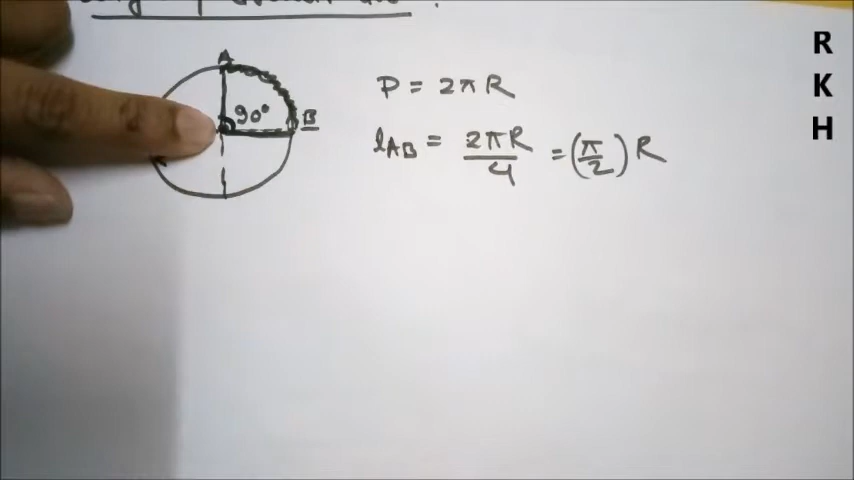 A
90°
B
P = 2πR
lAB = 2πR/4 = (π/2) R
R
K
H